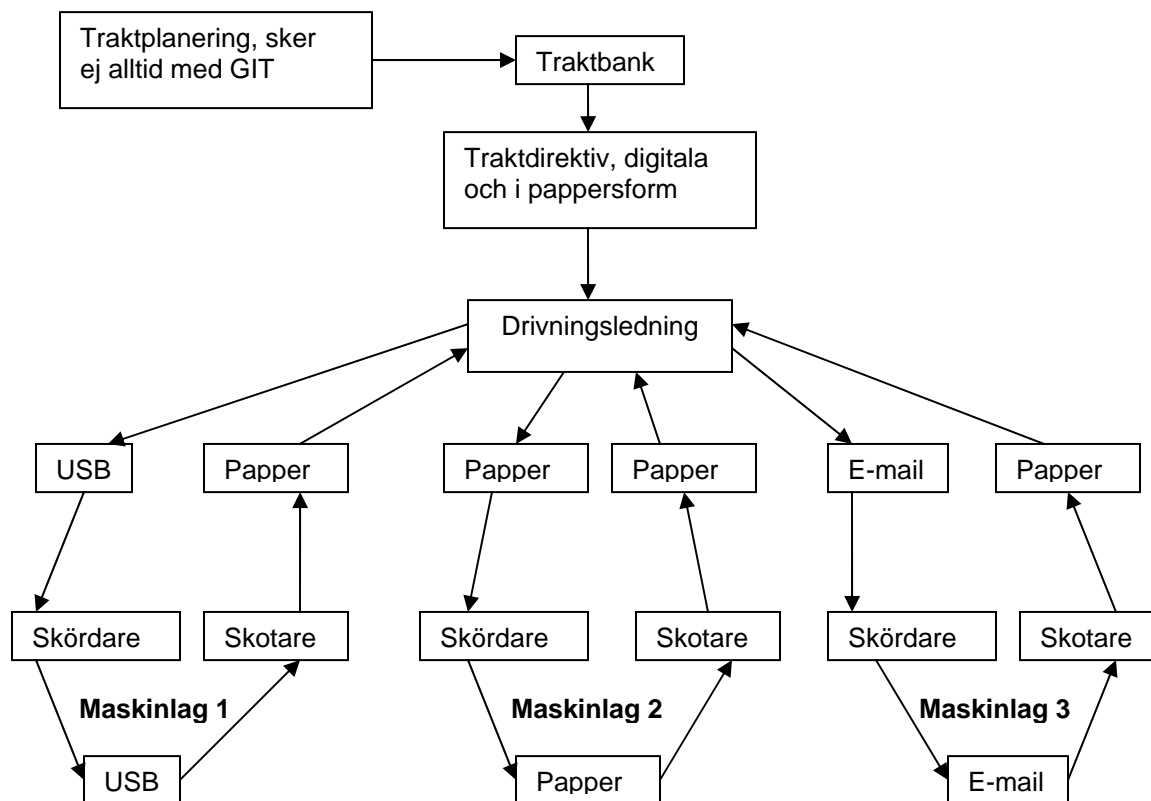 Traktplanering, sker
ej alltid med GIT
Traktbank
Traktdirektiv, digitala
och i pappersform
Drivningsledning
USB
Papper
Papper
Papper
E-mail
Papper
Skördare
Skotare
Skördare
Skotare
Skördare
Skotare
Maskinlag 1
Maskinlag 2
Maskinlag 3
USB
Papper
E-mail